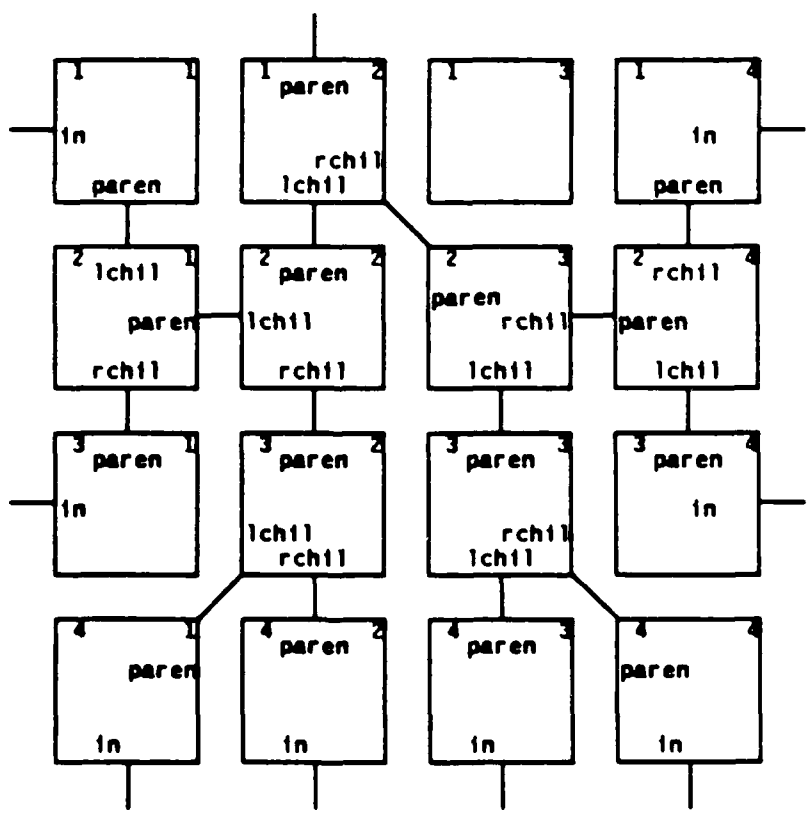 1 1 1 2 1 3 1 4
paren
in rchil in
paren lchil paren
2 1 2 2 2 3 2 4
lchil paren rchil
paren
paren lchil rchil paren
rchil rchil lchil lchil
3 1 3 2 3 3 3 4
paren paren paren paren
in in
lchil rchil
rchil lchil
4 1 4 2 4 3 4 4
paren paren
paren paren
in in in in